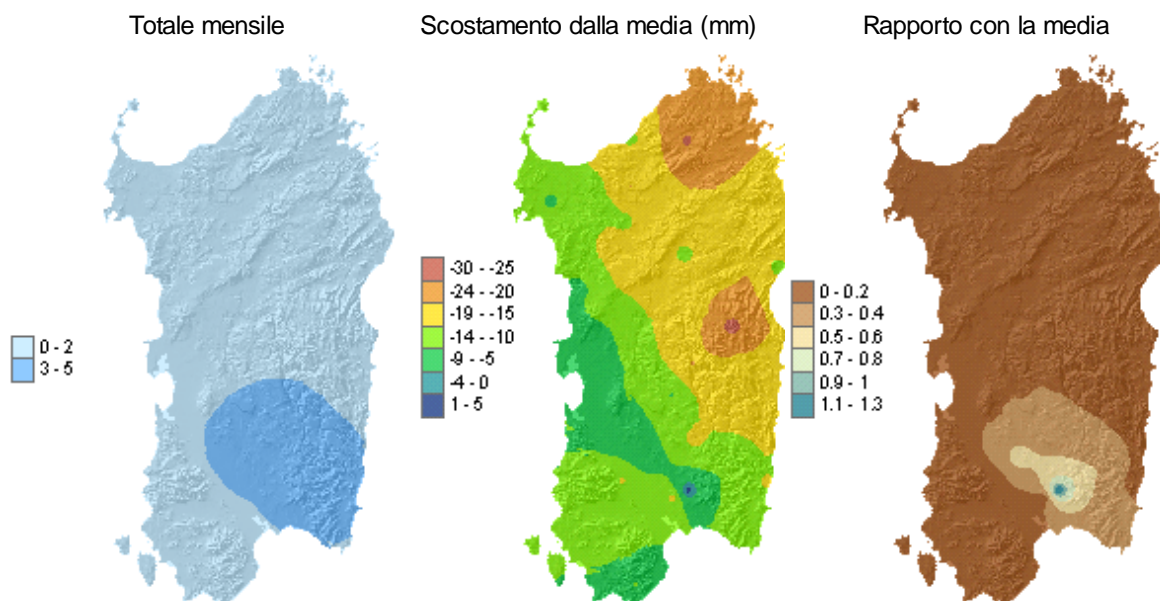 Totale mensile
Scostamento dalla media (mm)
Rapporto con la media
0 - 2
3 - 5
-30 - -25
-24 - -20
-19 - -15
-14 - -10
-9 - -5
-4 - 0
1 - 5
0 - 0.2
0.3 - 0.4
0.5 - 0.6
0.7 - 0.8
0.9 - 1
1.1 - 1.3